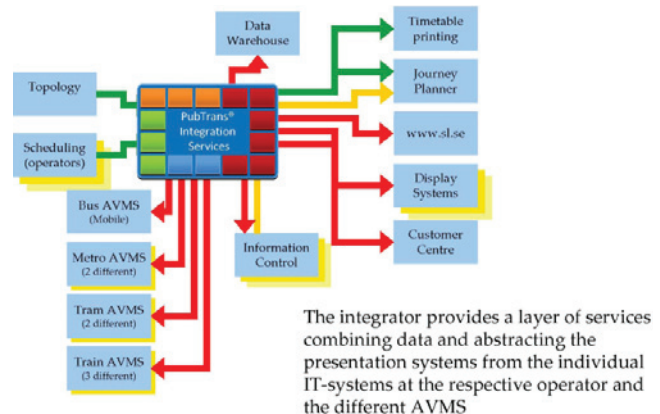 Data
Warehouse
Timetable
printing
Topology
Journey
Planner
PubTrans®
Integration
Services
www.sl.se
Scheduling
(operators)
Display
Systems
Bus AVMS
(Mobile)
Information
Control
Customer
Centre
Metro AVMS
(2 different)
Tram AVMS
(2 different)
Train AVMS
(3 different)
The integrator provides a layer of services
combining data and abstracting the
presentation systems from the individual
IT-systems at the respective operator and
the different AVMS